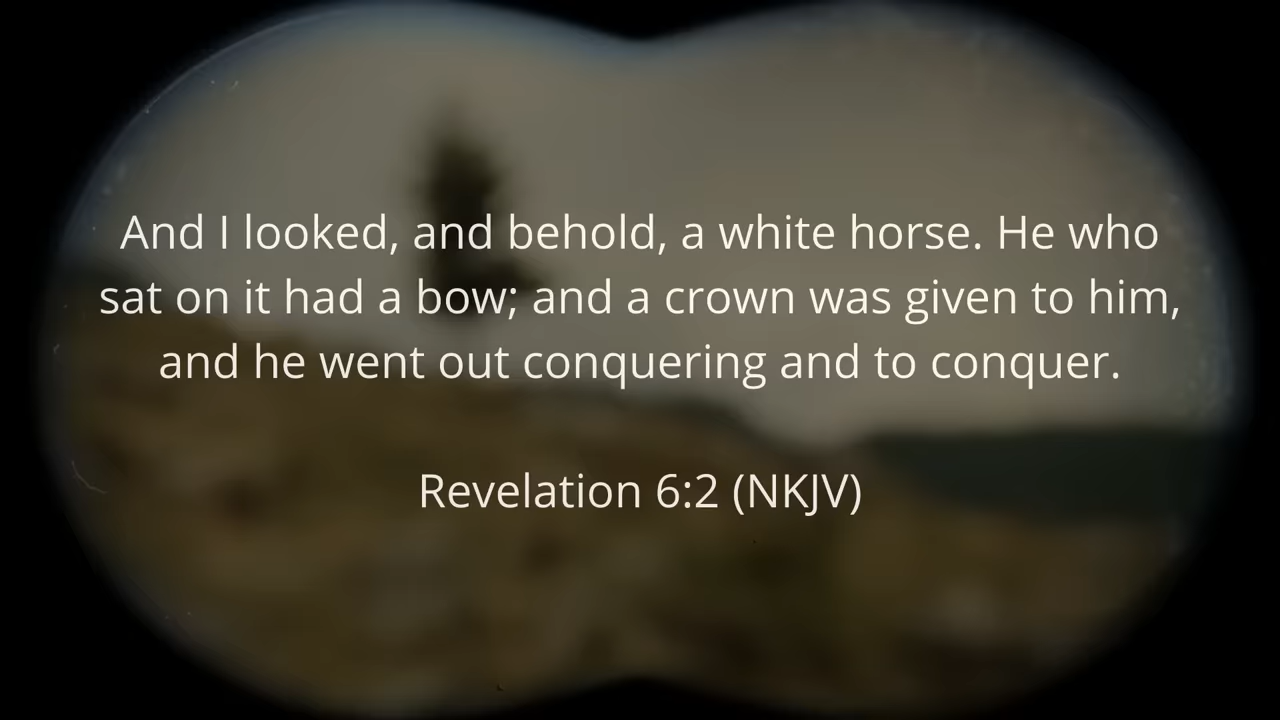 And I looked, and behold, a white horse. He who
sat on it had a bow; and a crown was given to him,
and he went out conquering and to conquer.
Revelation 6:2 (NKJV)